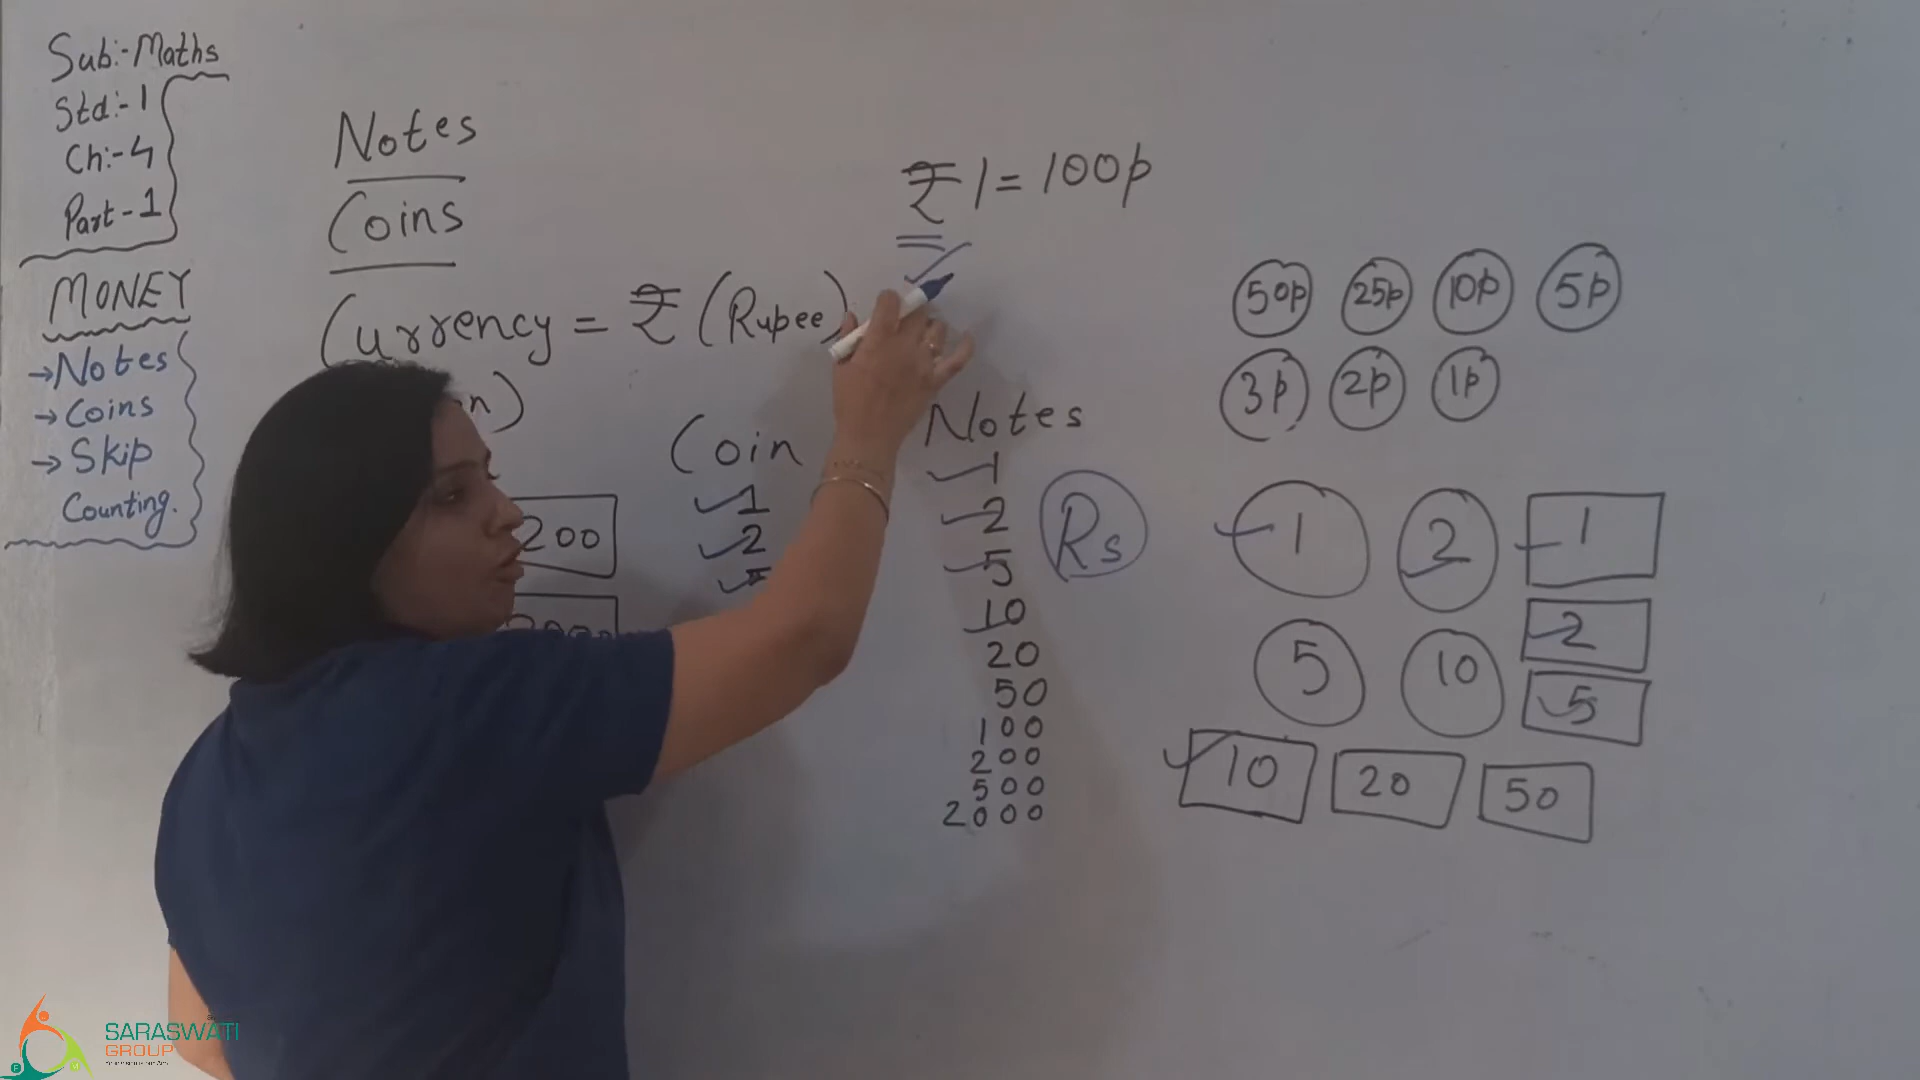 Sub:- Maths
Std:- 1
Ch:- 4
Part - 1
MONEY
→Notes
→Coins
→Skip
Counting.
Notes
Coins
Currency = ₹ (Rupee)
₹ 1 = 100p
200
Coin
1
2
Notes
1
2
5
10
20
50
100
200
500
2000
Rs
50p 25p 10p 5p
3p 2p 1p
1 2 1
2
5 10
5
10 20 50
SARASWATI
GROUP